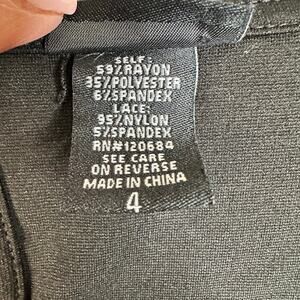 SELF:
59%RAYON
35%POLYESTER
6%SPANDEX
LACE:
95%NYLON
5%SPANDEX
RN#120684
SEE CARE
ON REVERSE
MADE IN CHINA
4